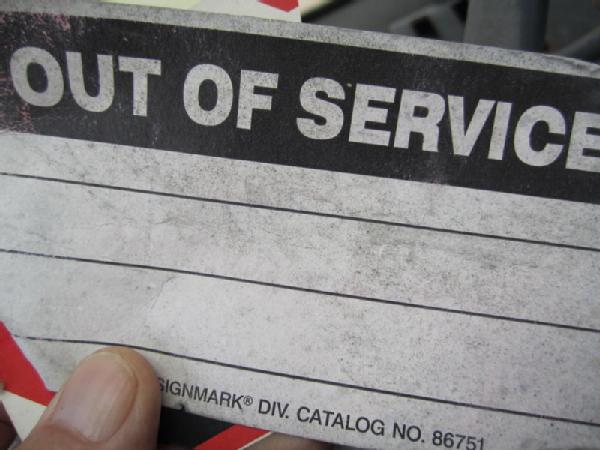 OUT OF SERVICE
SIGNMARK® DIV. CATALOG NO. 86751